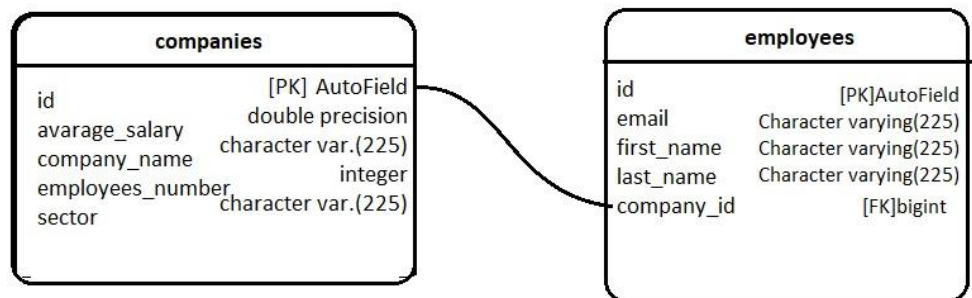 companies
id [PK] AutoField
avarage_salary double precision
company_name character var.(225)
employees_number integer
sector character var.(225)
employees
id [PK]AutoField
email Character varying(225)
first_name Character varying(225)
last_name Character varying(225)
company_id [FK]bigint